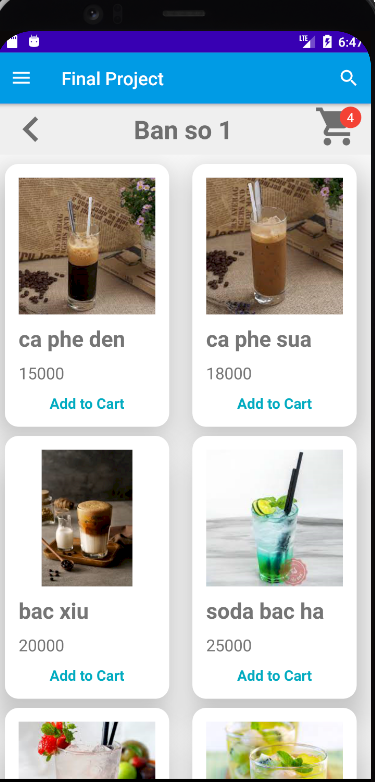 LTE 6:47
Final Project
Ban so 1
4
ca phe den
15000
Add to Cart
ca phe sua
18000
Add to Cart
bac xiu
20000
Add to Cart
soda bac ha
25000
Add to Cart